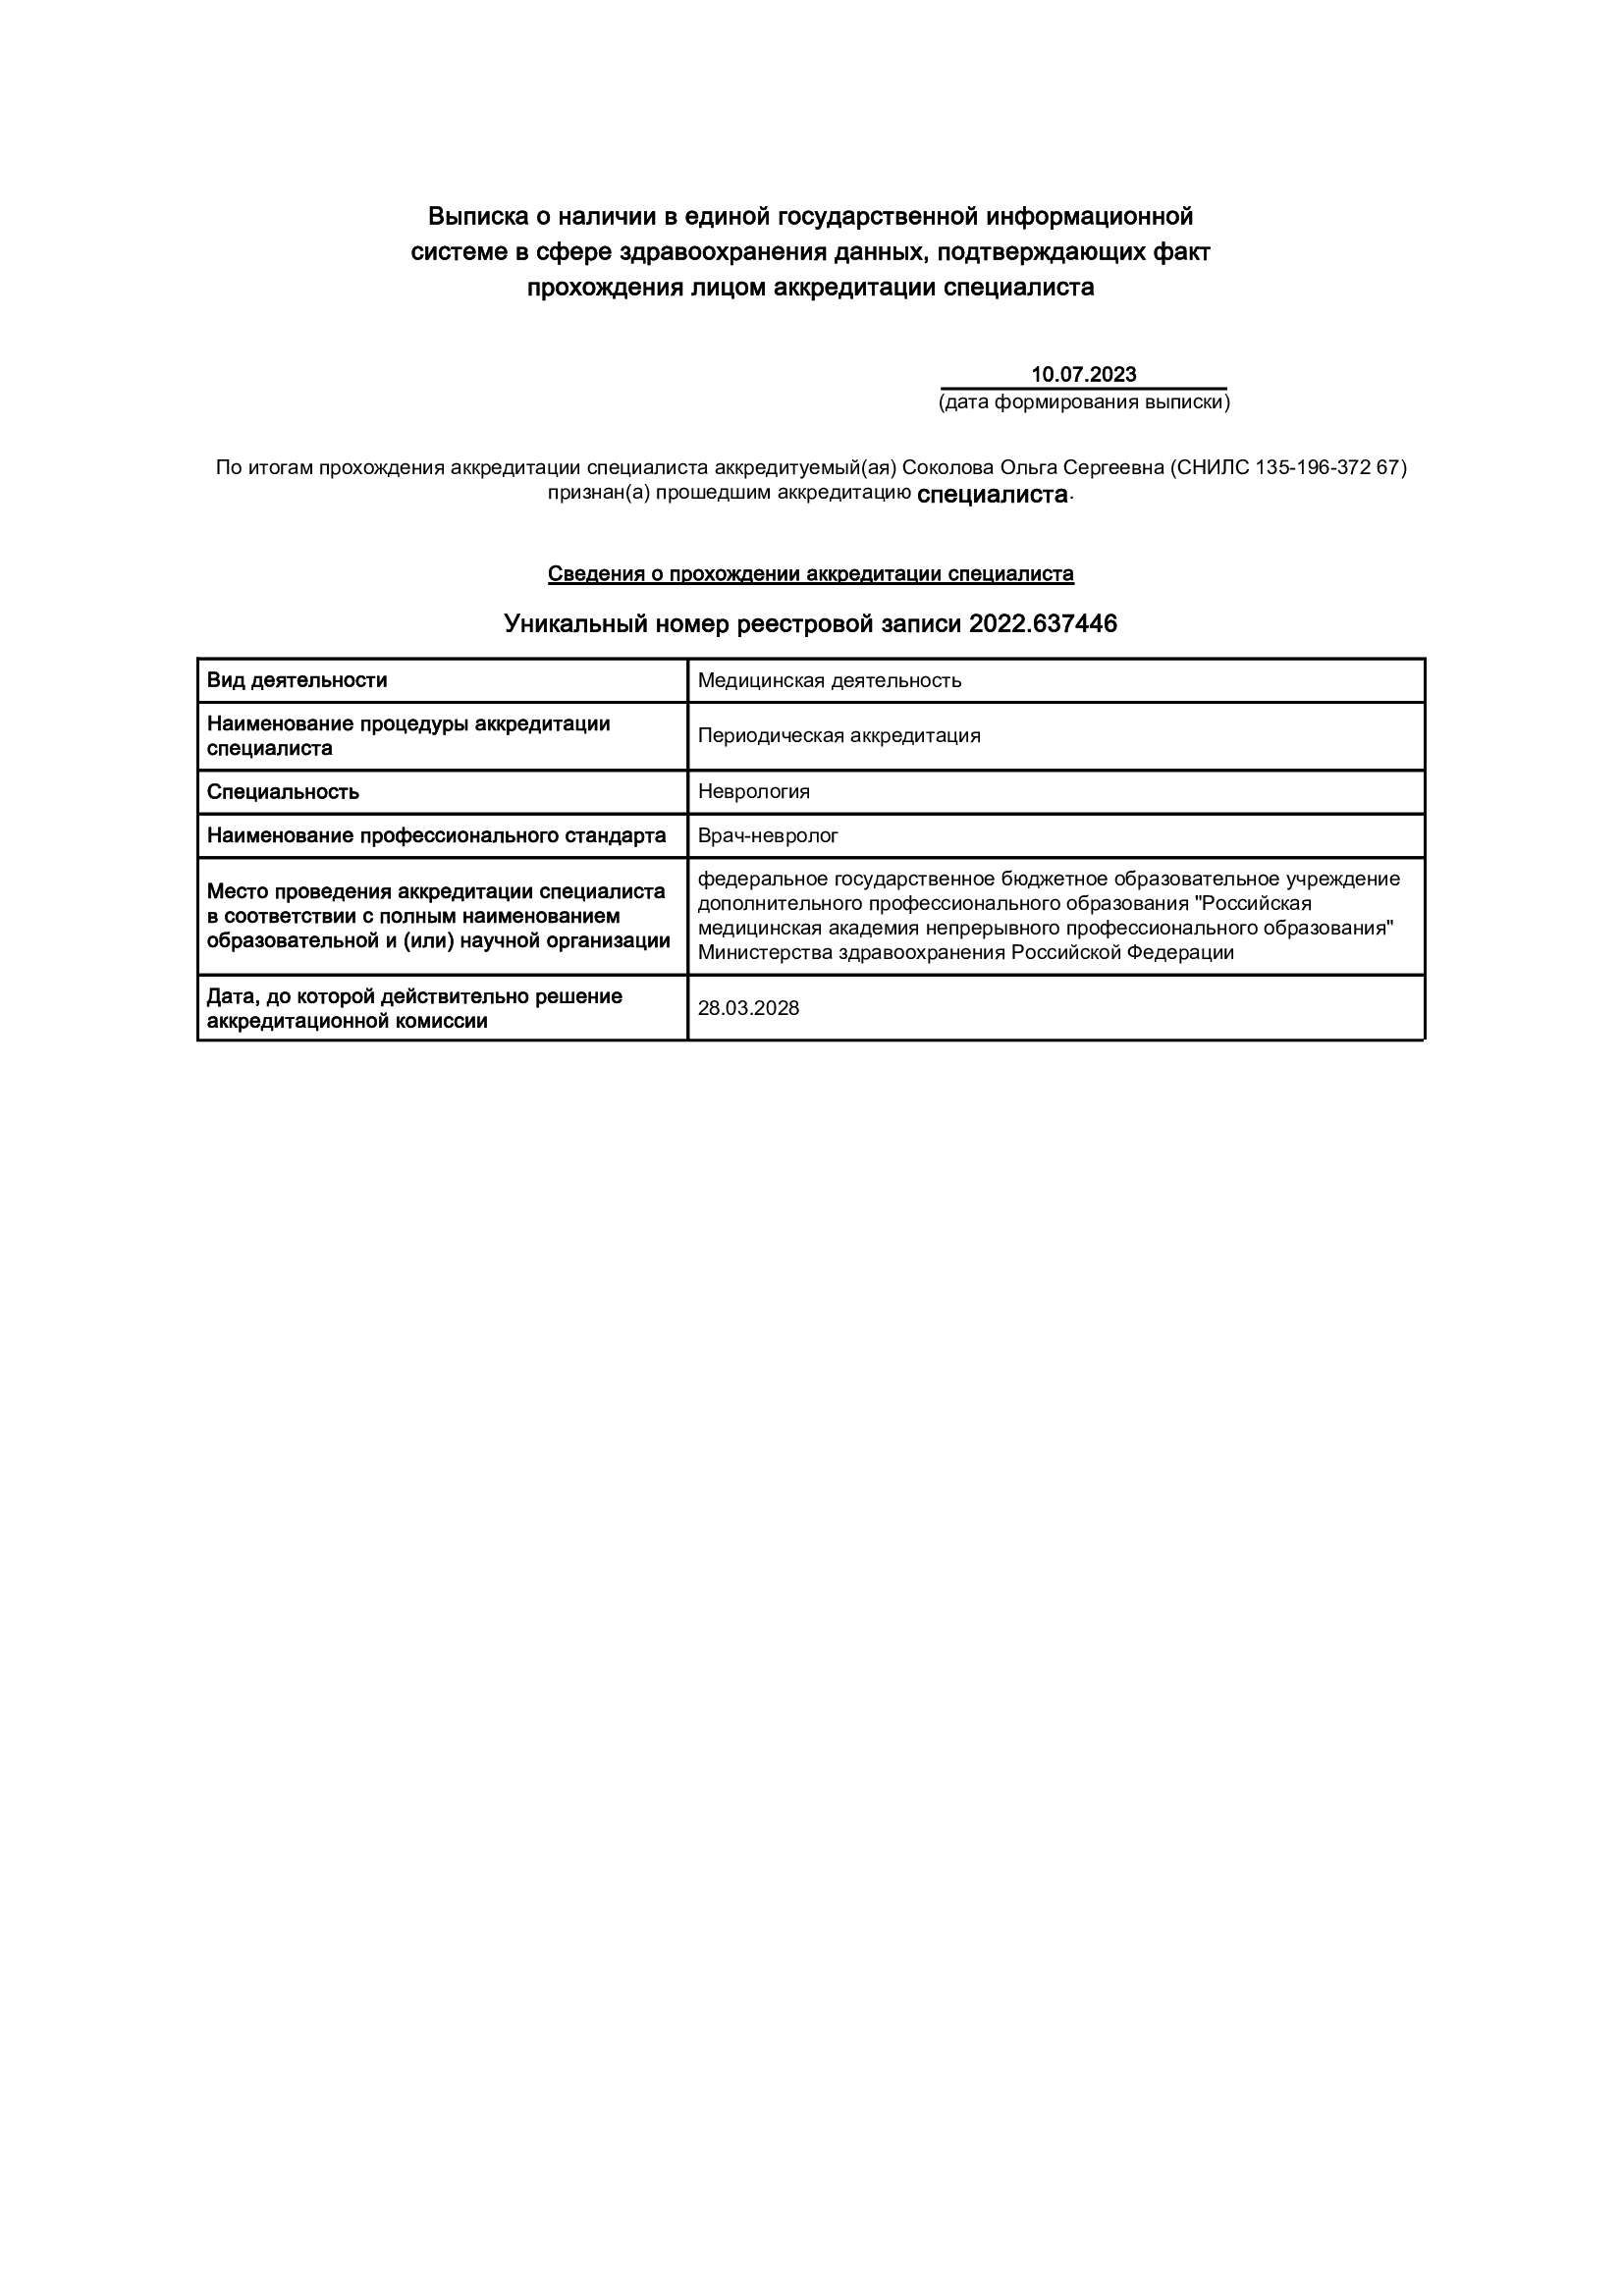 Выписка о наличии в единой государственной информационной
системе в сфере здравоохранения данных, подтверждающих факт
прохождения лицом аккредитации специалиста
10.07.2023
(дата формирования выписки)
По итогам прохождения аккредитации специалиста аккредитуемый(ая) Соколова Ольга Сергеевна (СНИЛС 135-196-372 67)
признан(а) прошедшим аккредитацию специалиста.
Сведения о прохождении аккредитации специалиста
Уникальный номер реестровой записи 2022.637446
Вид деятельности
Медицинская деятельность
Наименование процедуры аккредитации
специалиста
Периодическая аккредитация
Специальность
Неврология
Наименование профессионального стандарта
Врач-невролог
Место проведения аккредитации специалиста
в соответствии с полным наименованием
образовательной и (или) научной организации
федеральное государственное бюджетное образовательное учреждение
дополнительного профессионального образования "Российская
медицинская академия непрерывного профессионального образования"
Министерства здравоохранения Российской Федерации
Дата, до которой действительно решение
аккредитационной комиссии
28.03.2028